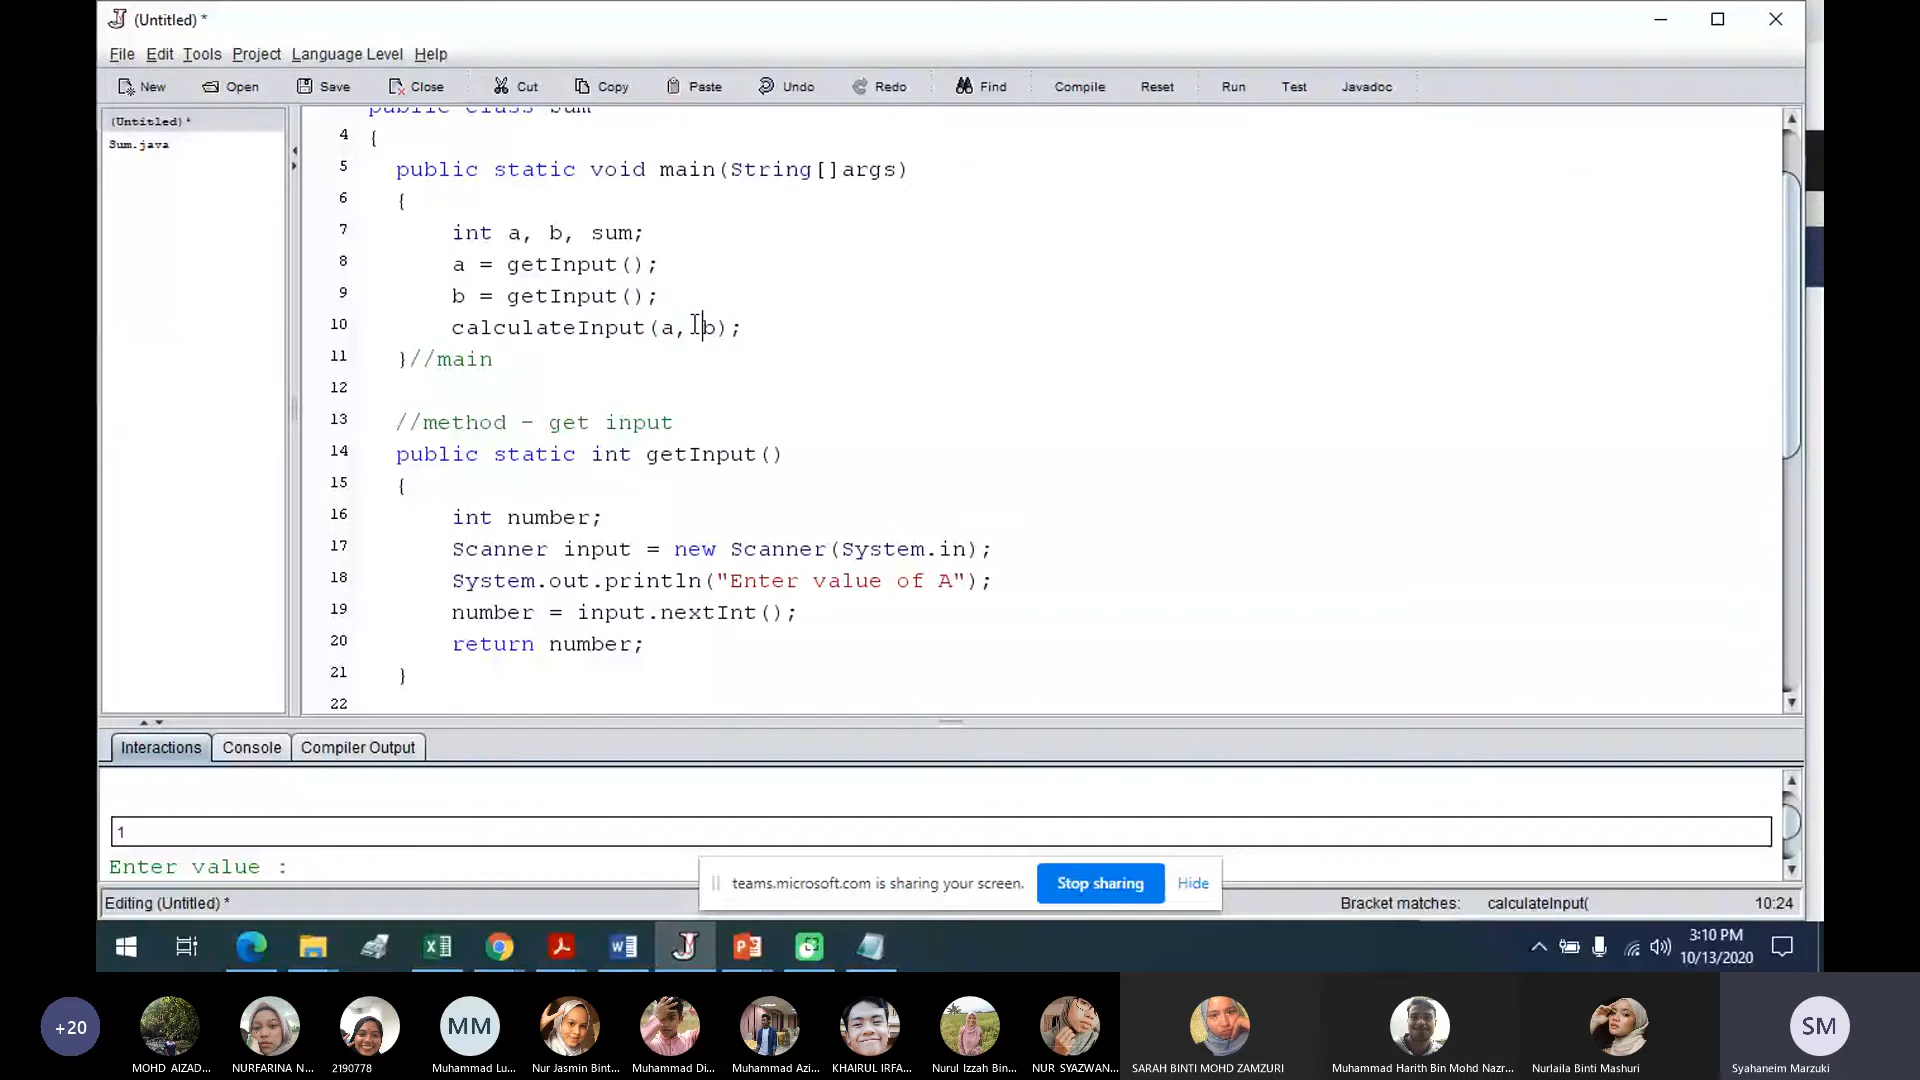 (Untitled) *
File Edit Tools Project Language Level Help
New Open Save Close Cut Copy Paste Undo Redo Find Compile Reset Run Test Javadoc
(Untitled) *
Sum.java
public class Sum
4 {
5 public static void main(String[]args)
6 {
7 int a, b, sum;
8 a = getInput();
9 b = getInput();
10 calculateInput(a, b);
11 }//main
12
13 //method - get input
14 public static int getInput()
15 {
16 int number;
17 Scanner input = new Scanner(System.in);
18 System.out.println("Enter value of A");
19 number = input.nextInt();
20 return number;
21 }
22
Interactions Console Compiler Output
1
Enter value :
teams.microsoft.com is sharing your screen. Stop sharing Hide
Editing (Untitled) * Bracket matches: calculateInput( 10:24
3:10 PM
10/13/2020
+20 MM SM
MOHD AIZAD... NURFARINA N... 2190778 Muhammad Lu... Nur Jasmin Bint... Muhammad Di... Muhammad Azi... KHAIRUL IRFA... Nurul Izzah Bin... NUR SYAZWAN... SARAH BINTI MOHD ZAMZURI Muhammad Harith Bin Mohd Nazr... Nurlaila Binti Mashuri Syahaneim Marzuki